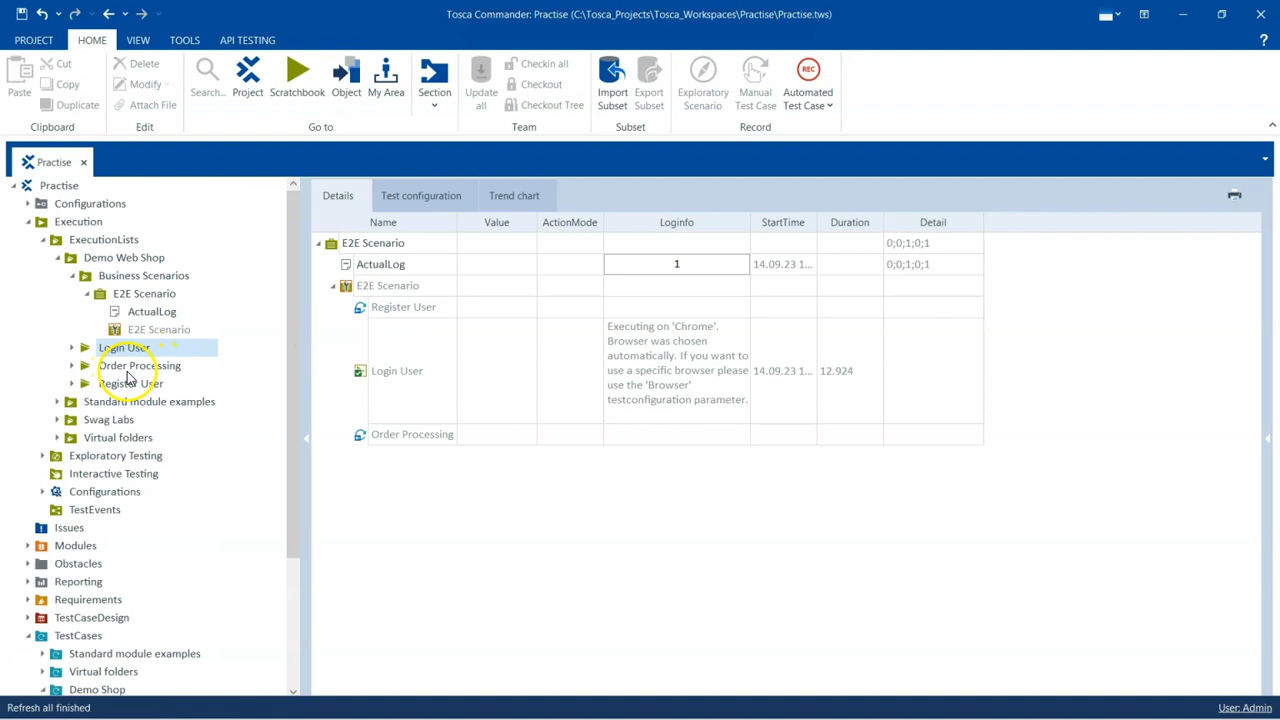 Tosca Commander: Practise (C:\Tosca_Projects\Tosca_Workspaces\Practise\Practise.tws)
PROJECT HOME VIEW TOOLS API TESTING
Paste
Cut
Copy
Duplicate
Clipboard
Delete
Modify
Attach File
Edit
Search...
Project
Scratchbook
Object
My Area
Section
Go to
Update all
Checkin all
Checkout
Checkout Tree
Team
Import Subset
Export Subset
Subset
Exploratory Scenario
Manual Test Case
REC
Automated Test Case
Record
Practise
Practise
Configurations
Execution
ExecutionLists
Demo Web Shop
Business Scenarios
E2E Scenario
ActualLog
E2E Scenario
Login User
Order Processing
Register User
Standard module examples
Swag Labs
Virtual folders
Exploratory Testing
Interactive Testing
Configurations
TestEvents
Issues
Modules
Obstacles
Reporting
Requirements
TestCaseDesign
TestCases
Standard module examples
Virtual folders
Demo Shop
Details Test configuration Trend chart
Name Value ActionMode Loginfo StartTime Duration Detail
E2E Scenario 0;0;1;0;1
ActualLog 1 14.09.23 1... 0;0;1;0;1
E2E Scenario
Register User
Executing on 'Chrome'.
Browser was chosen
automatically. If you want
Login User to use a specific browser please 14.09.23 1... 12.924
use the 'Browser'
testconfiguration parameter.
Order Processing
Refresh all finished
User: Admin